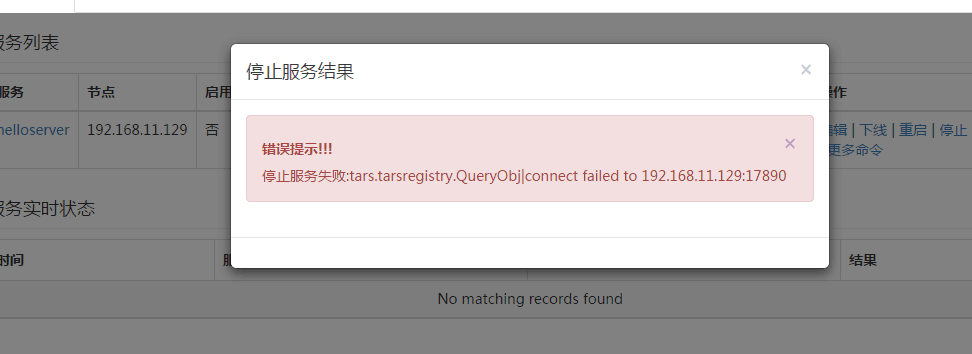 服务列表
停止服务结果 ×
服务 节点 启用 操作
错误提示!!! ×
helloserver 192.168.11.129 否 编辑 | 下线 | 重启 | 停止
更多命令
停止服务失败;tars.tarsregistry.QueryObj|connect failed to 192.168.11.129:17890
服务实时状态
时间 结果
No matching records found